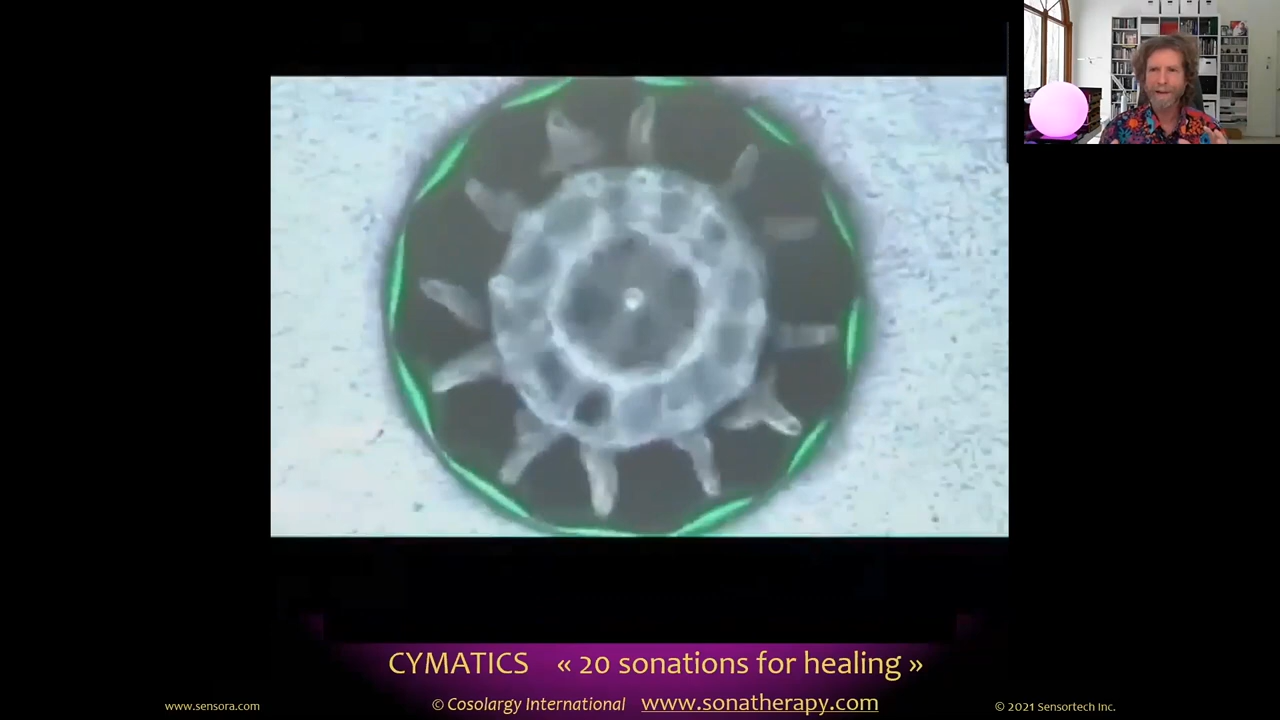 CYMATICS « 20 sonations for healing »
© Cosolargy International www.sonatherapy.com
www.sensora.com
© 2021 Sensortech Inc.